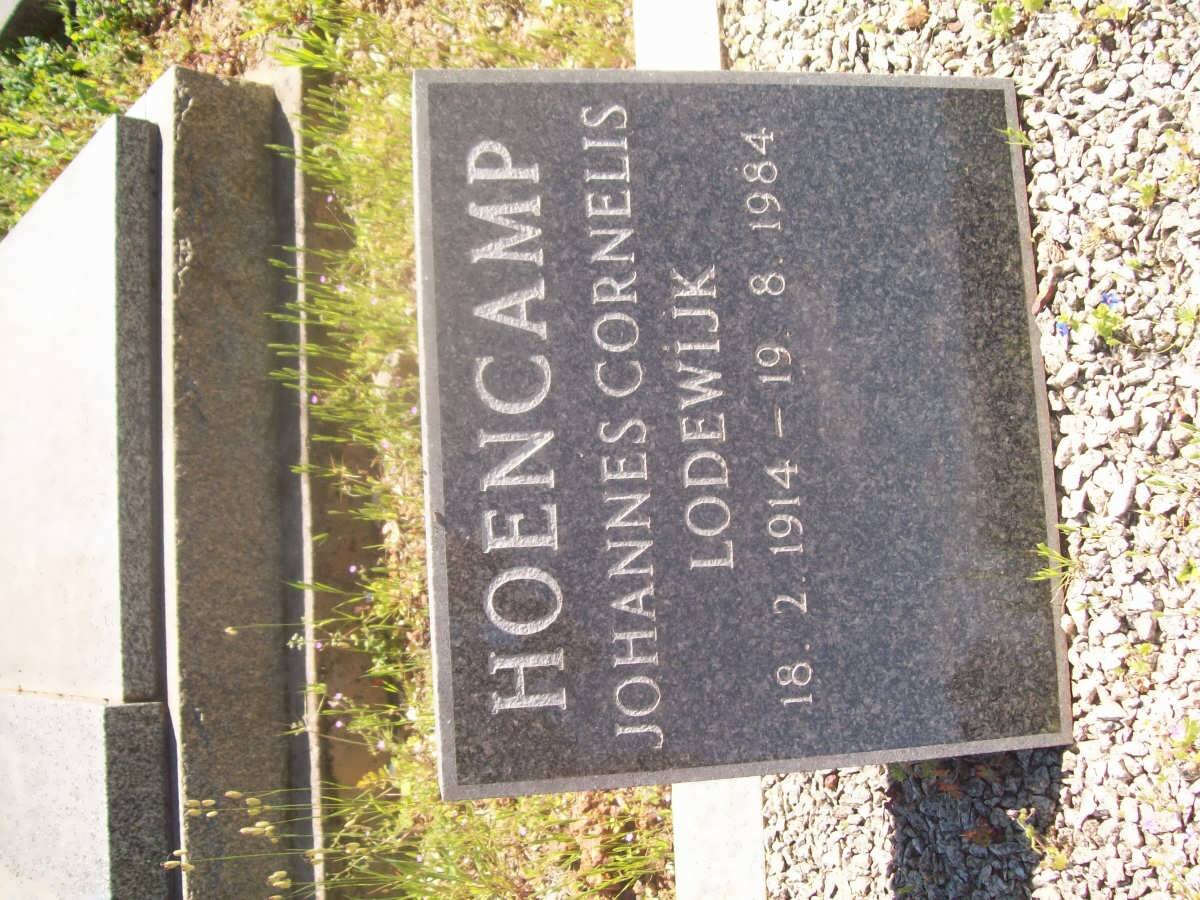 HOENCAMP
JOHANNES CORNELIS
LODEWIJK
18. 2. 1914 – 19. 8. 1984